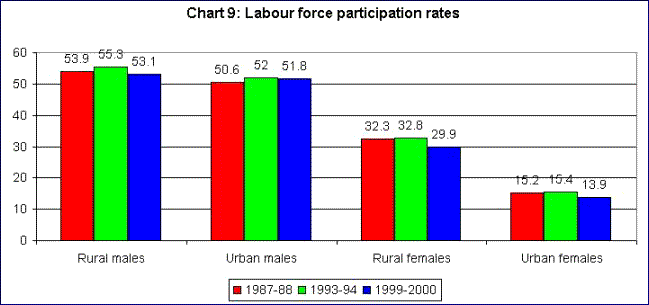 Chart 9: Labour force participation rates
60
50
40
30
20
10
0
53.9 55.3 53.1
50.6 52 51.8
32.3 32.8 29.9
15.2 15.4 13.9
Rural males Urban males Rural females Urban females
1987-88 1993-94 1999-2000